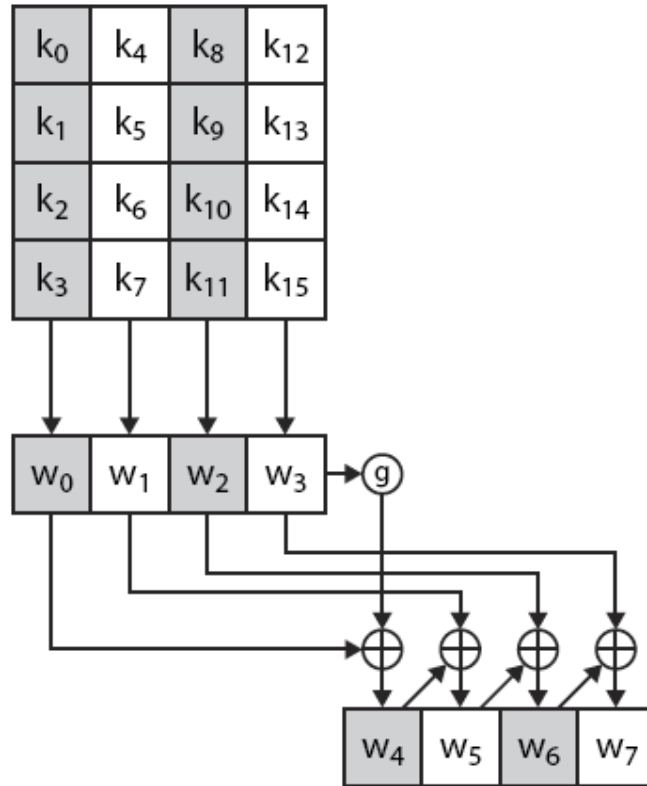 k₀ k₄ k₈ k₁₂
k₁ k₅ k₉ k₁₃
k₂ k₆ k₁₀ k₁₄
k₃ k₇ k₁₁ k₁₅
w₀ w₁ w₂ w₃ g
w₄ w₅ w₆ w₇